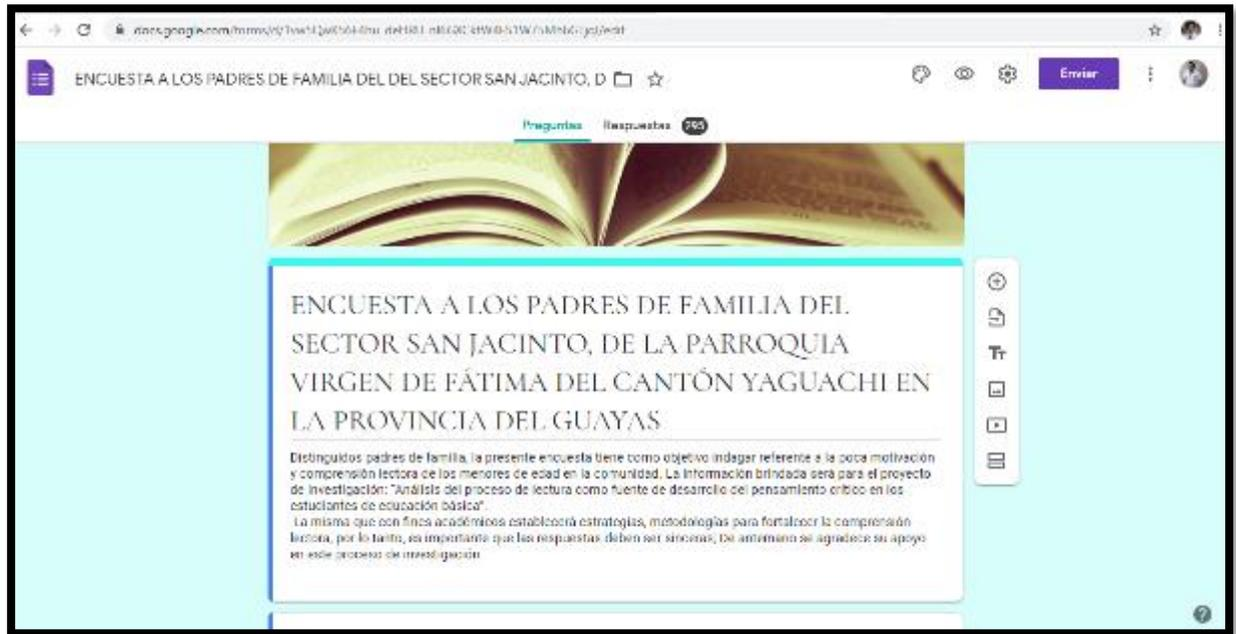 ENCUESTA A LOS PADRES DE FAMILIA DEL DEL SECTOR SAN JACINTO, D
Enviar
Preguntas Respuestas 295
ENCUESTA A LOS PADRES DE FAMILIA DEL
SECTOR SAN JACINTO, DE LA PARROQUIA
VIRGEN DE FÁTIMA DEL CANTÓN YAGUACHI EN
LA PROVINCIA DEL GUAYAS
Distinguidos padres de familia, la presente encuesta tiene como objetivo indagar referente a la poca motivación
y comprensión lectora de los menores de edad en la comunidad. La información brindada será para el proyecto
de investigación: "Análisis del proceso de lectura como fuente de desarrollo del pensamiento crítico en los
estudiantes de educación básica".
La misma que con fines académicos establecerá estrategias, metodologías para fortalecer la comprensión
lectora, por lo tanto, es importante que las respuestas deben ser sinceras, De antemano se agradece su apoyo
en este proceso de investigación